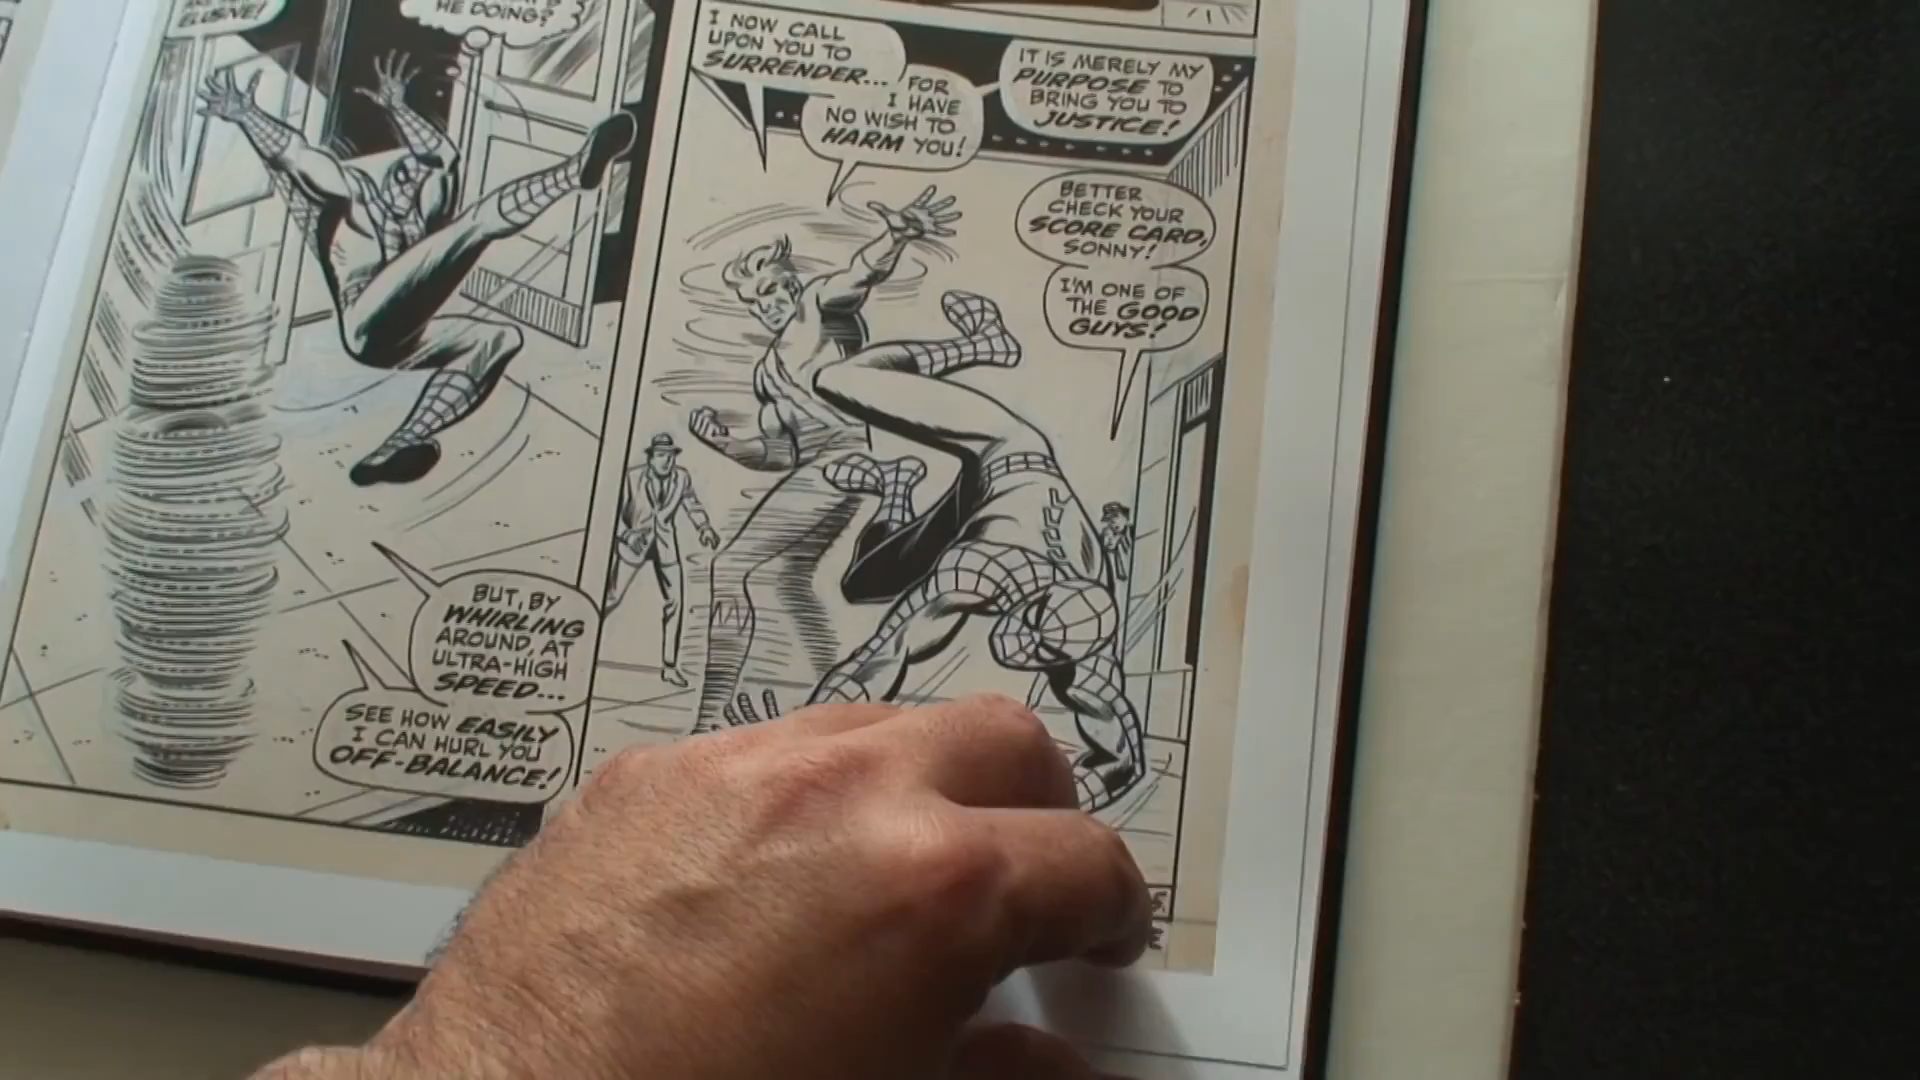 ELUSIVE!
HE DOING?
BUT, BY
WHIRLING
AROUND, AT
ULTRA-HIGH
SPEED...
SEE HOW EASILY
I CAN HURL YOU
OFF-BALANCE!
I NOW CALL
UPON YOU TO
SURRENDER...
FOR
I HAVE
NO WISH TO
HARM YOU!
IT IS MERELY MY
PURPOSE TO
BRING YOU TO
JUSTICE!
BETTER
CHECK YOUR
SCORE CARD,
SONNY!
I'M ONE OF
THE GOOD
GUYS!